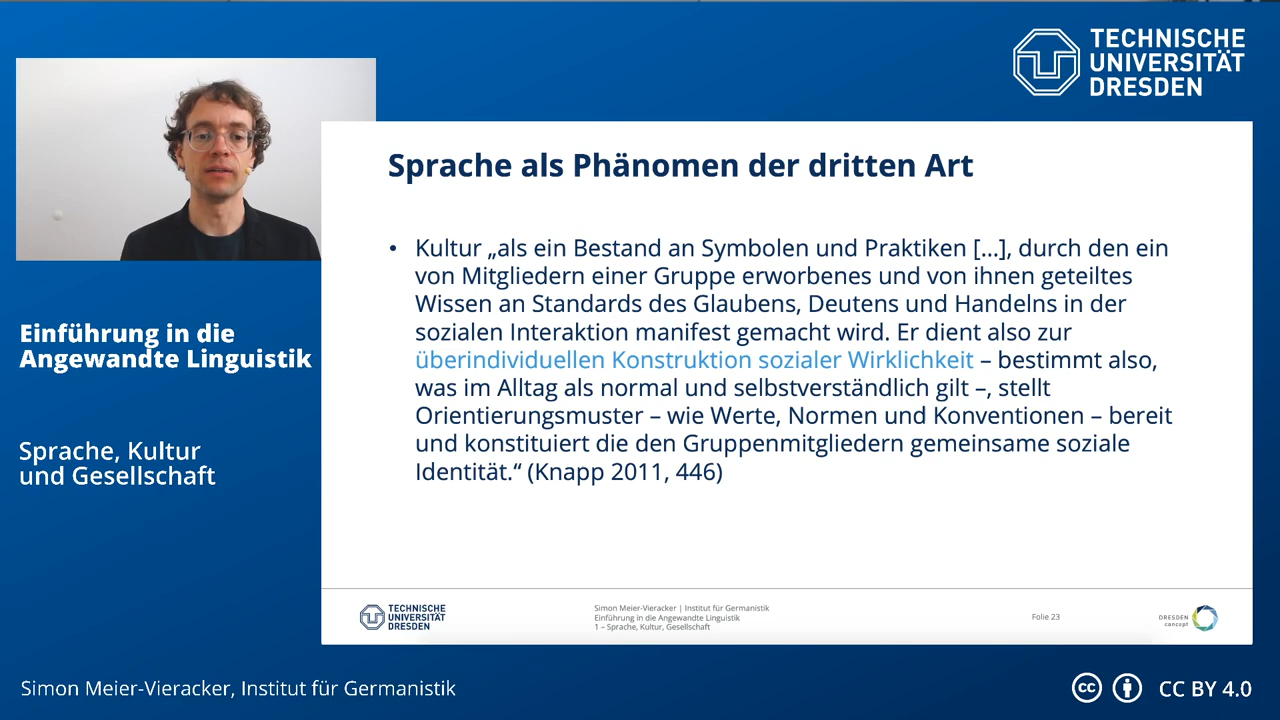 TECHNISCHE
UNIVERSITÄT
DRESDEN
Sprache als Phänomen der dritten Art
• Kultur „als ein Bestand an Symbolen und Praktiken […], durch den ein
von Mitgliedern einer Gruppe erworbenes und von ihnen geteiltes
Wissen an Standards des Glaubens, Deutens und Handelns in der
sozialen Interaktion manifest gemacht wird. Er dient also zur
überindividuellen Konstruktion sozialer Wirklichkeit – bestimmt also,
was im Alltag als normal und selbstverständlich gilt –, stellt
Orientierungsmuster – wie Werte, Normen und Konventionen – bereit
und konstituiert die den Gruppenmitgliedern gemeinsame soziale
Identität.“ (Knapp 2011, 446)
Einführung in die
Angewandte Linguistik
Sprache, Kultur
und Gesellschaft
TECHNISCHE
UNIVERSITÄT
DRESDEN
Simon Meier-Vieracker | Institut für Germanistik
Einführung in die Angewandte Linguistik
1 – Sprache, Kultur, Gesellschaft
Folie 23
DRESDEN
concept
Simon Meier-Vieracker, Institut für Germanistik
cc CC BY 4.0